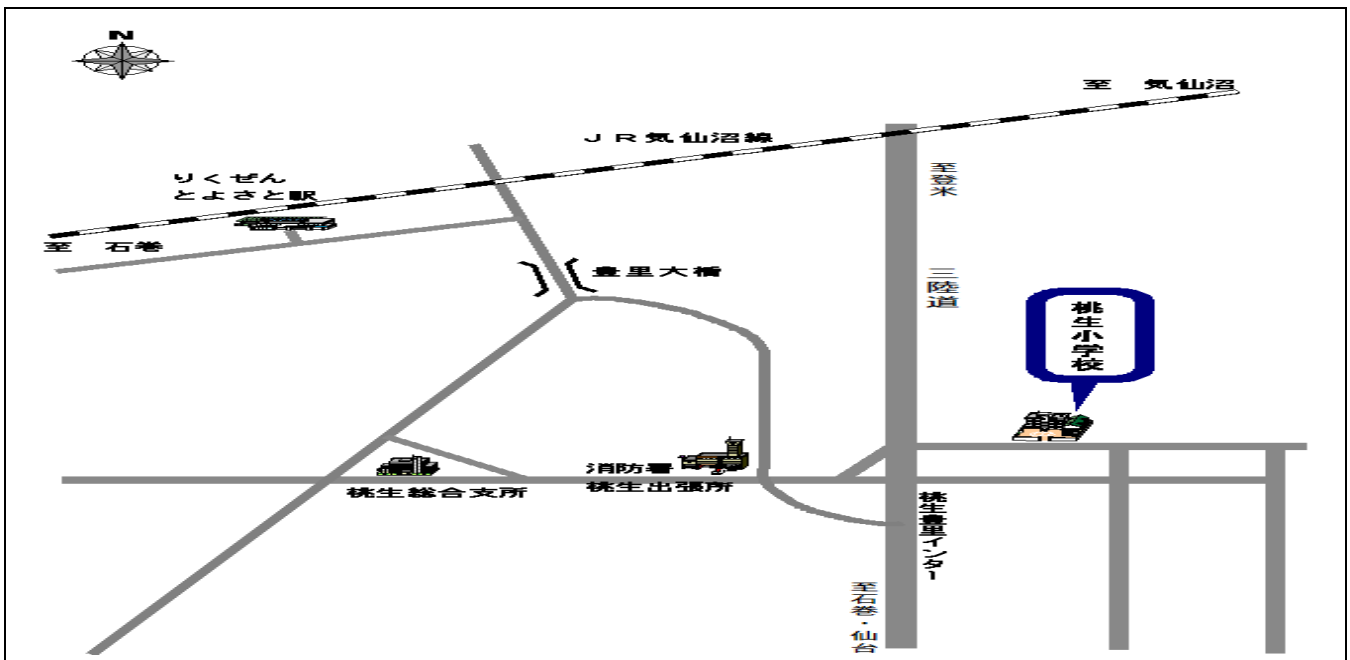 N
至 気仙沼
JR気仙沼線
りくぜん
とよさと駅
至 石巻
至登米
豊里大橋
三陸道
桃生小学校
消防署
桃生出張所
桃生総合支所
桃生豊里インター
至石巻・仙台